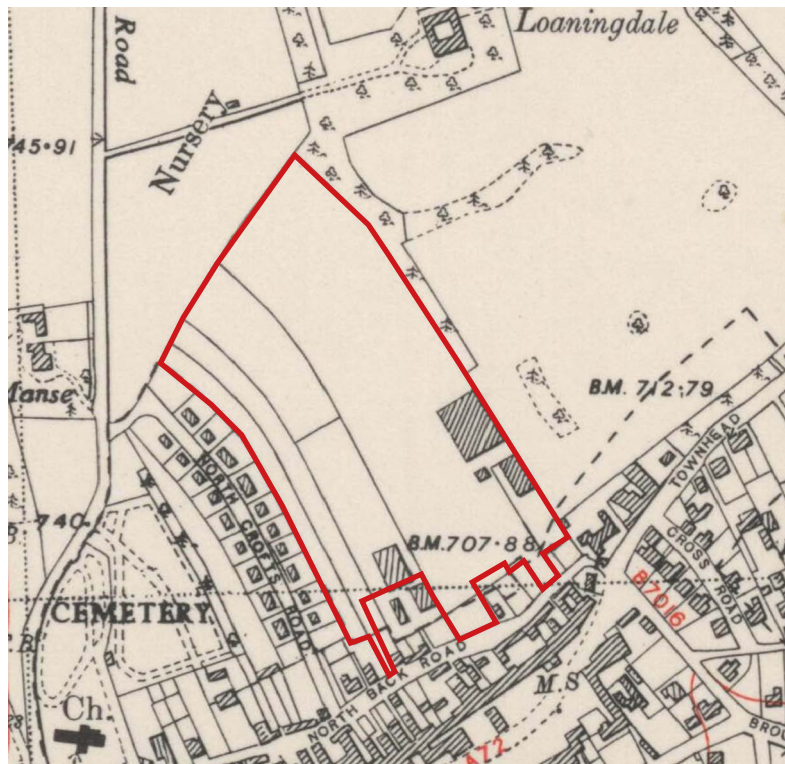 Loaningdale
Road
Nursery
45·91
Manse
B.M. 712·79
TOWNHEAD
NORTH CROFTS ROAD
740
B.M. 707·88
CROSS ROAD
B7016
CEMETERY
NORTH BACK ROAD
M.S
Ch.
A72
BROU